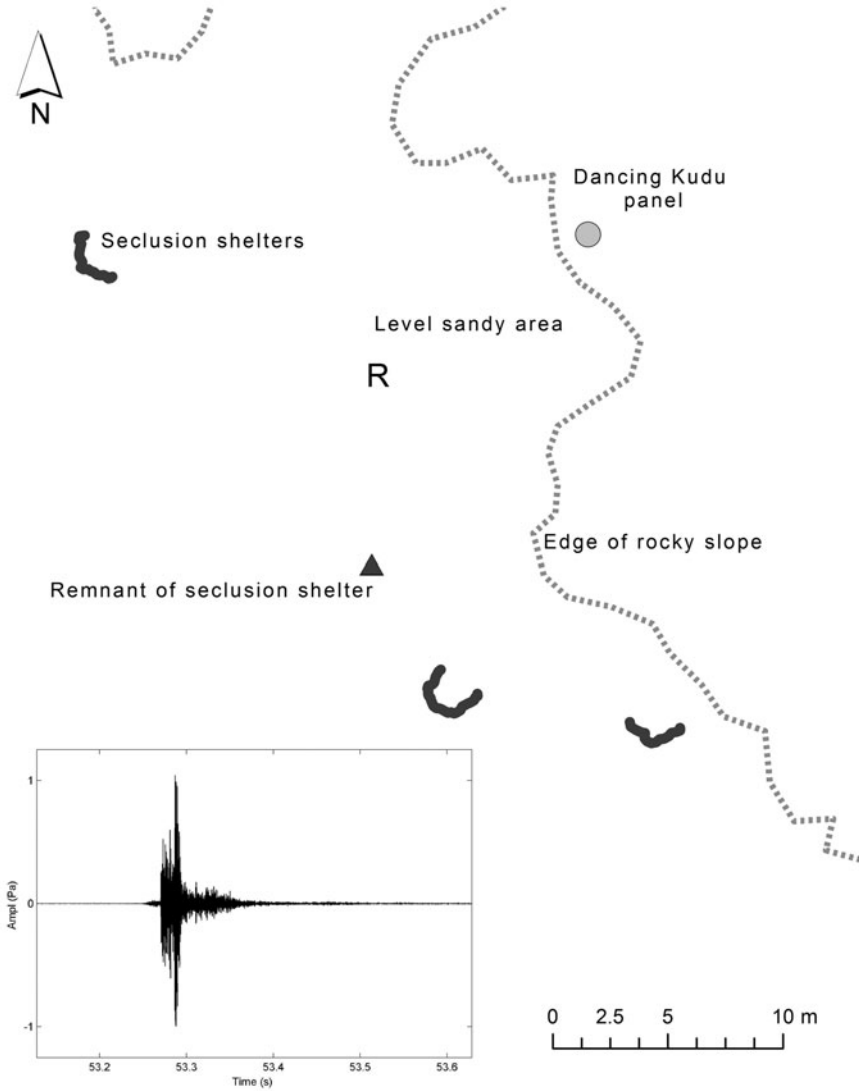 N
Dancing Kudu
panel
Seclusion shelters
Level sandy area
R
Edge of rocky slope
Remnant of seclusion shelter
1
0
-1
Ampl (Pa)
53.2 53.3 53.4 53.5 53.6
Time (s)
0 2.5 5 10 m